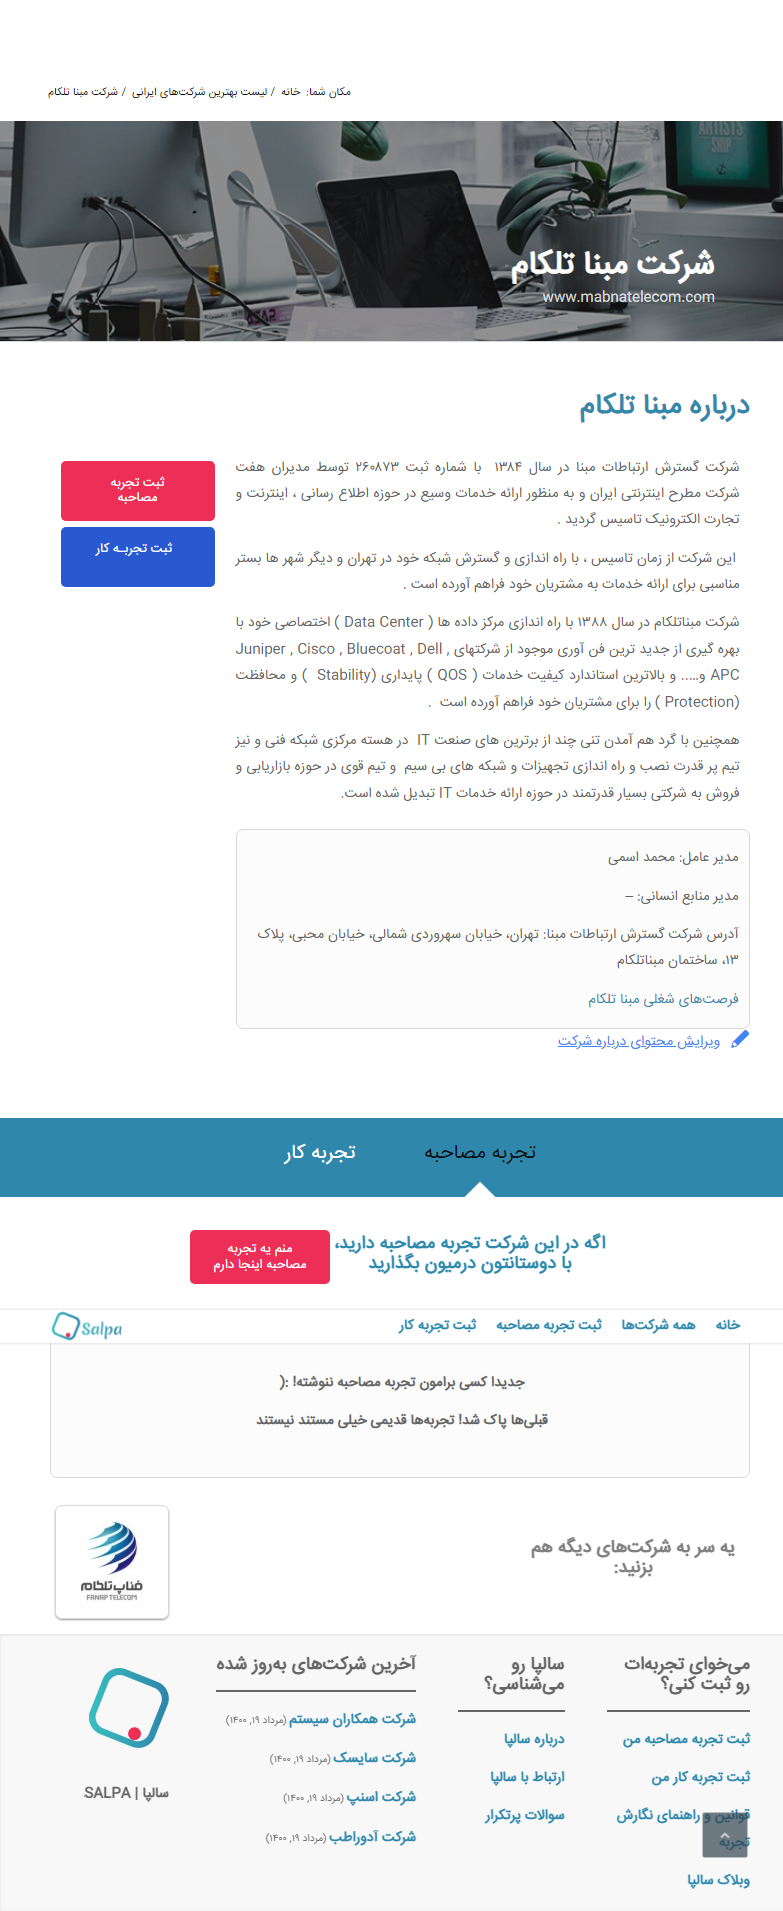 مکان شما: خانه / لیست بهترین شرکت‌های ایرانی / شرکت مبنا تلکام
ARTISTS
SHIP
شرکت مبنا تلکام
www.mabnatelecom.com
درباره مبنا تلکام
شرکت گسترش ارتباطات مبنا در سال ۱۳۸۴ با شماره ثبت ۲۶۰۸۷۳ توسط مدیران هفت
شرکت مطرح اینترنتی ایران و به منظور ارائه خدمات وسیع در حوزه اطلاع رسانی ، اینترنت و
تجارت الکترونیک تاسیس گردید .
این شرکت از زمان تاسیس ، با راه اندازی و گسترش شبکه خود در تهران و دیگر شهر ها بستر
مناسبی برای ارائه خدمات به مشتریان خود فراهم آورده است .
شرکت مبناتلکام در سال ۱۳۸۸ با راه اندازی مرکز داده ها ( Data Center ) اختصاصی خود با
بهره گیری از جدید ترین فن آوری موجود از شرکتهای Juniper , Cisco , Bluecoat , Dell ,
APC و….. و بالاترین استاندارد کیفیت خدمات ( QOS ) پایداری (Stability ) و محافظت
(Protection ) را برای مشتریان خود فراهم آورده است .
همچنین با گرد هم آمدن تنی چند از برترین های صنعت IT در هسته مرکزی شبکه فنی و نیز
تیم پر قدرت نصب و راه اندازی تجهیزات و شبکه های بی سیم و تیم قوی در حوزه بازاریابی و
فروش به شرکتی بسیار قدرتمند در حوزه ارائه خدمات IT تبدیل شده است.
ثبت تجربه
مصاحبه
ثبت تجربـه کار
مدیر عامل: محمد اسمی
مدیر منابع انسانی: –
آدرس شرکت گسترش ارتباطات مبنا: تهران، خیابان سهروردی شمالی، خیابان محبی، پلاک
۱۳، ساختمان مبناتلکام
فرصت‌های شغلی مبنا تلکام
ویرایش محتوای درباره شرکت
تجربه مصاحبه
تجربه کار
اگه در این شرکت تجربه مصاحبه دارید،
با دوستانتون درمیون بگذارید
منم یه تجربه
مصاحبه اینجا دارم
خانه
همه شرکت‌ها
ثبت تجربه مصاحبه
ثبت تجربه کار
Salpa
جدیدا کسی برامون تجربه مصاحبه ننوشته! :(
قبلی‌ها پاک شد! تجربه‌ها قدیمی خیلی مستند نیستند
یه سر به شرکت‌های دیگه هم
بزنید:
فناپ تلکام
FANAP TELECOM
می‌خوای تجربه‌ات
رو ثبت کنی؟
ثبت تجربه مصاحبه من
ثبت تجربه کار من
قوانین و راهنمای نگارش
تجربه
وبلاک سالپا
سالپا رو
می‌شناسی؟
درباره سالپا
ارتباط با سالپا
سوالات پرتکرار
آخرین شرکت‌های به‌روز شده
شرکت همکاران سیستم (مرداد ۱۹, ۱۴۰۰)
شرکت سایسک (مرداد ۱۹, ۱۴۰۰)
شرکت اسنپ (مرداد ۱۹, ۱۴۰۰)
شرکت آدوراطب (مرداد ۱۹, ۱۴۰۰)
سالپا | SALPA